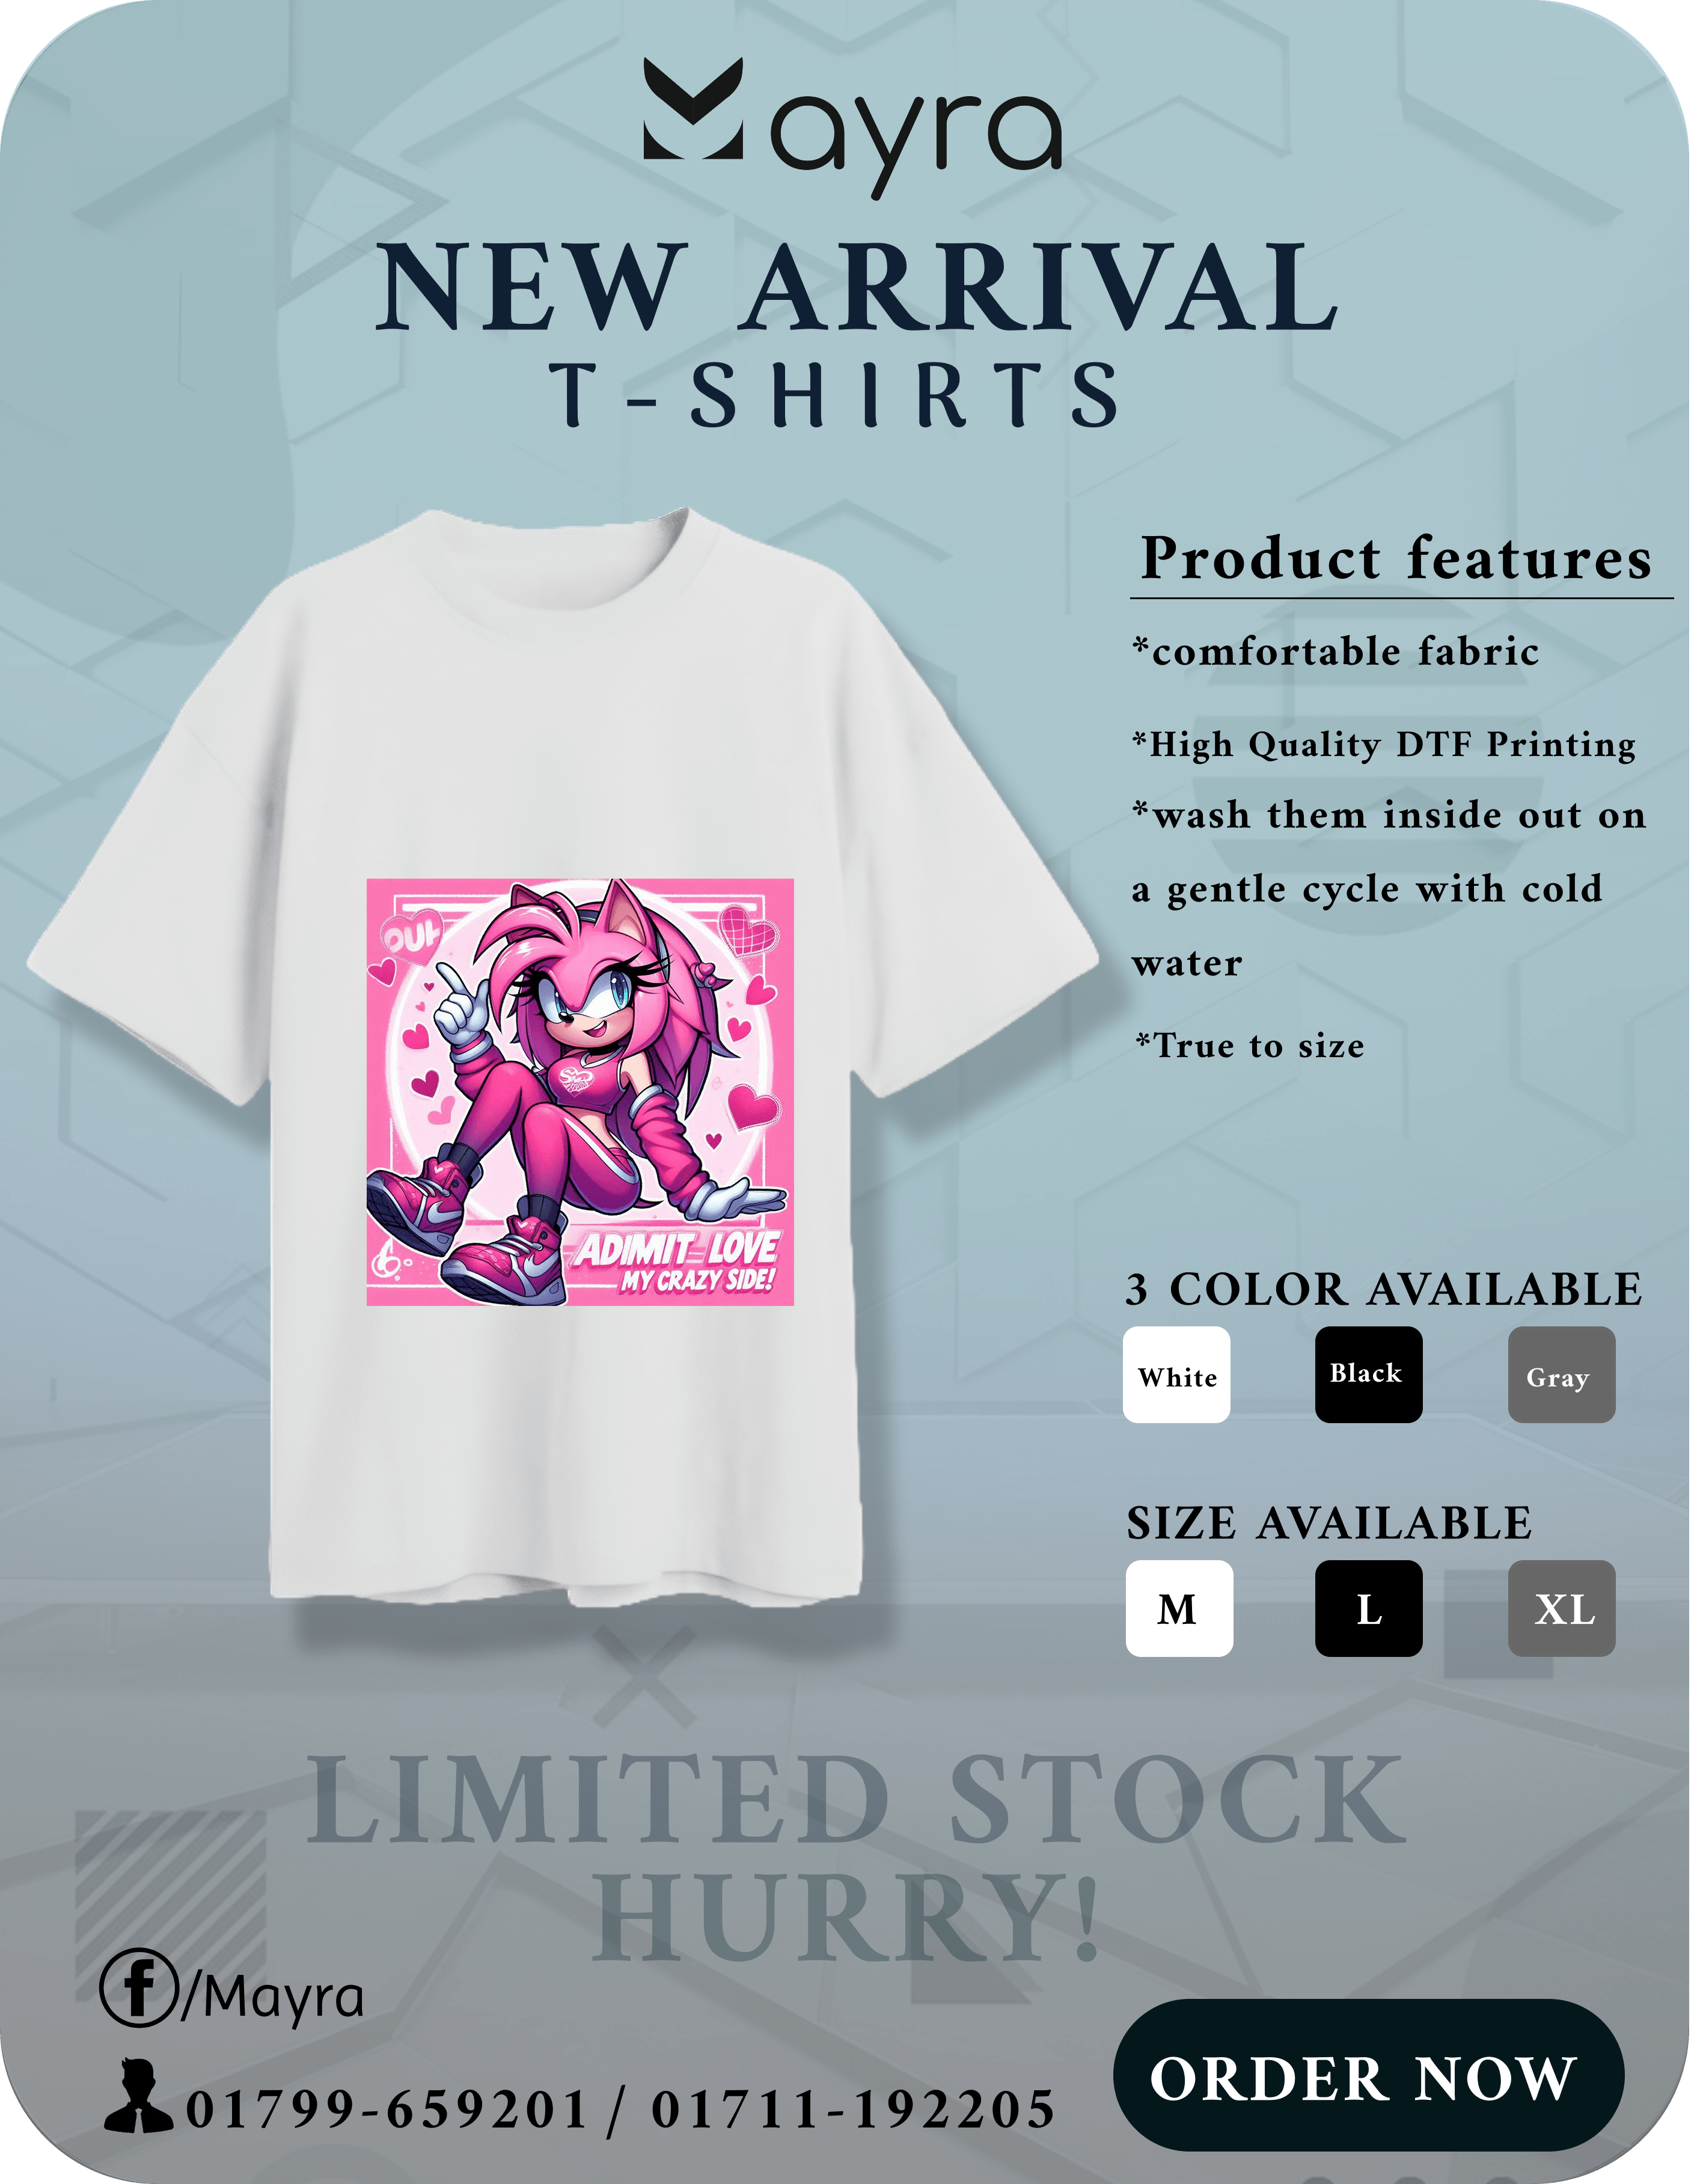 Mayra
NEW ARRIVAL
T-SHIRTS
Product features
*comfortable fabric
*High Quality DTF Printing
*wash them inside out on
a gentle cycle with cold
water
*True to size
ADIMIT LOVE
MY CRAZY SIDE!
3 COLOR AVAILABLE
White
Black
Gray
SIZE AVAILABLE
M
L
XL
LIMITED STOCK
HURRY!
f/Mayra
01799-659201 / 01711-192205
ORDER NOW